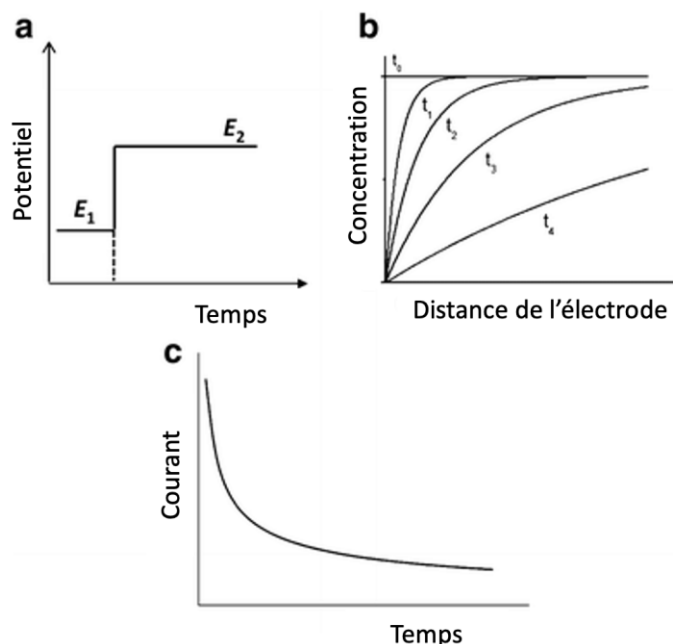 a
Potentiel
E₁
E₂
Temps
b
Concentration
t₀
t₁
t₂
t₃
t₄
Distance de l’électrode
c
Courant
Temps